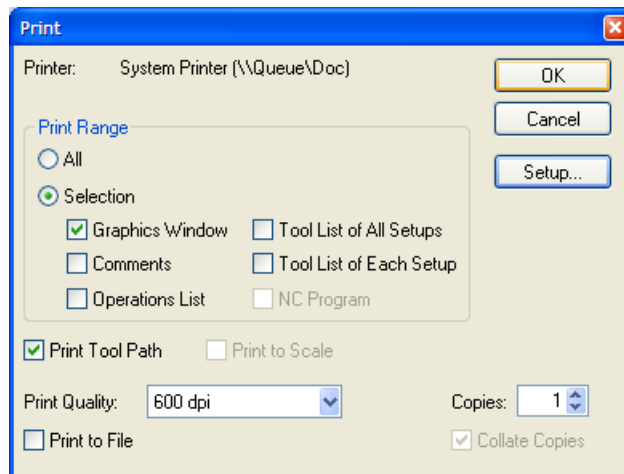 Print
Printer: System Printer (\\Queue\Doc)
OK
Print Range
Cancel
All
Setup...
Selection
Graphics Window Tool List of All Setups
Comments Tool List of Each Setup
Operations List NC Program
Print Tool Path Print to Scale
Print Quality: 600 dpi Copies: 1
Print to File Collate Copies